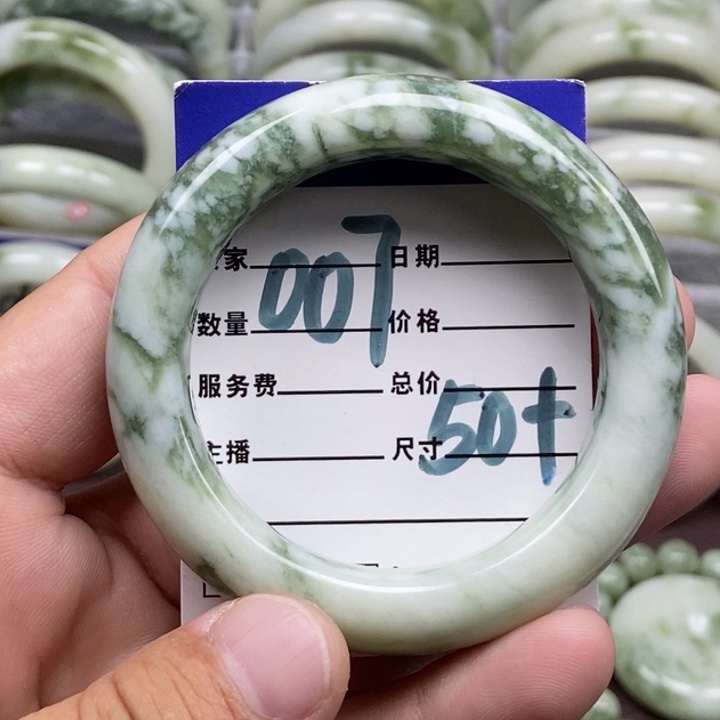 家 007 日期
数量 价格
服务费 总价
主播 尺寸 50+